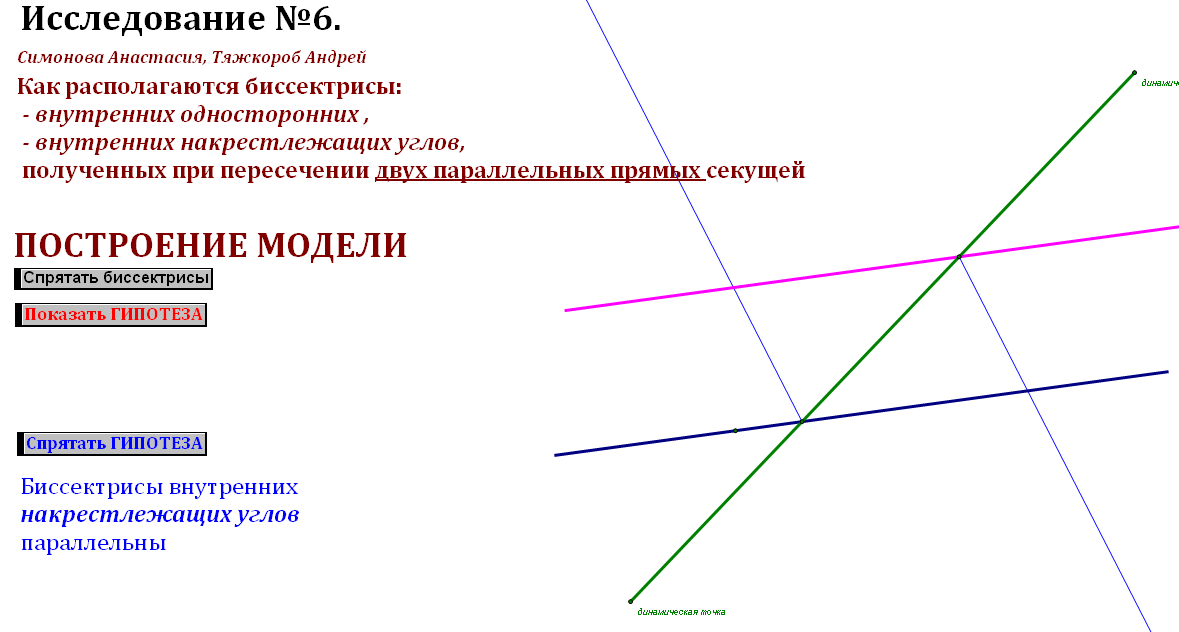 Исследование №6.
Симонова Анастасия, Тяжкороб Андрей
Как располагаются биссектрисы:
- внутренних односторонних ,
- внутренних накрестлежащих углов,
полученных при пересечении двух параллельных прямых секущей
динамиче
ПОСТРОЕНИЕ МОДЕЛИ
Спрятать биссектрисы
Показать ГИПОТЕЗА
Спрятать ГИПОТЕЗА
Биссектрисы внутренних
накрестлежащих углов
параллельны
динамическая точка